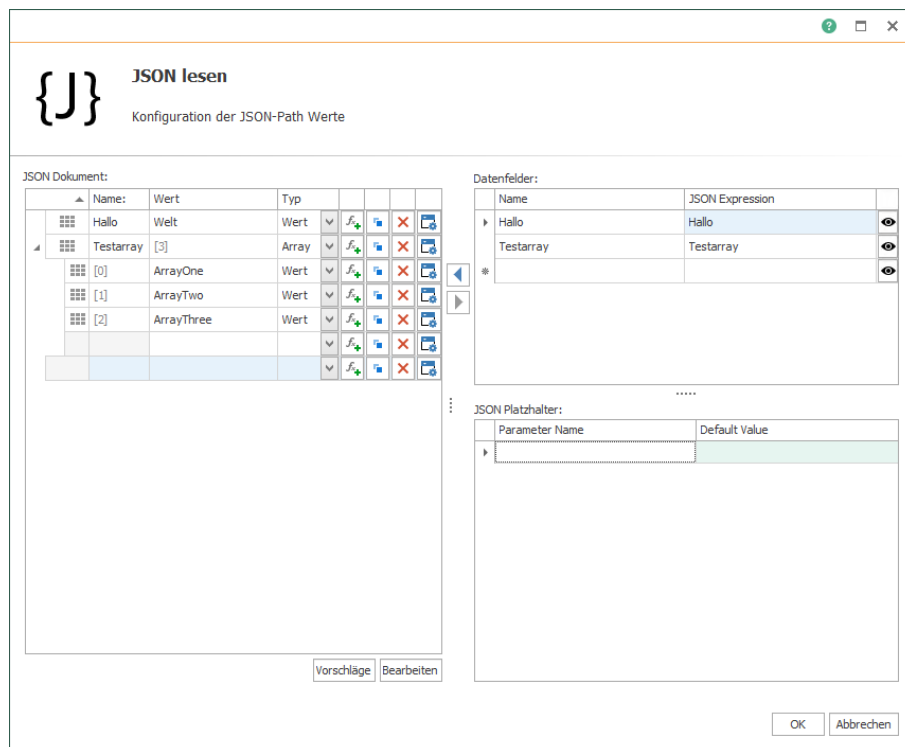 JSON lesen
{J}
Konfiguration der JSON-Path Werte
JSON Dokument:
Name: Wert Typ
Hallo Welt Wert
Testarray [3] Array
[0] ArrayOne Wert
[1] ArrayTwo Wert
[2] ArrayThree Wert
Vorschläge Bearbeiten
Datenfelder:
Name JSON Expression
Hallo Hallo
Testarray Testarray
JSON Platzhalter:
Parameter Name Default Value
OK Abbrechen